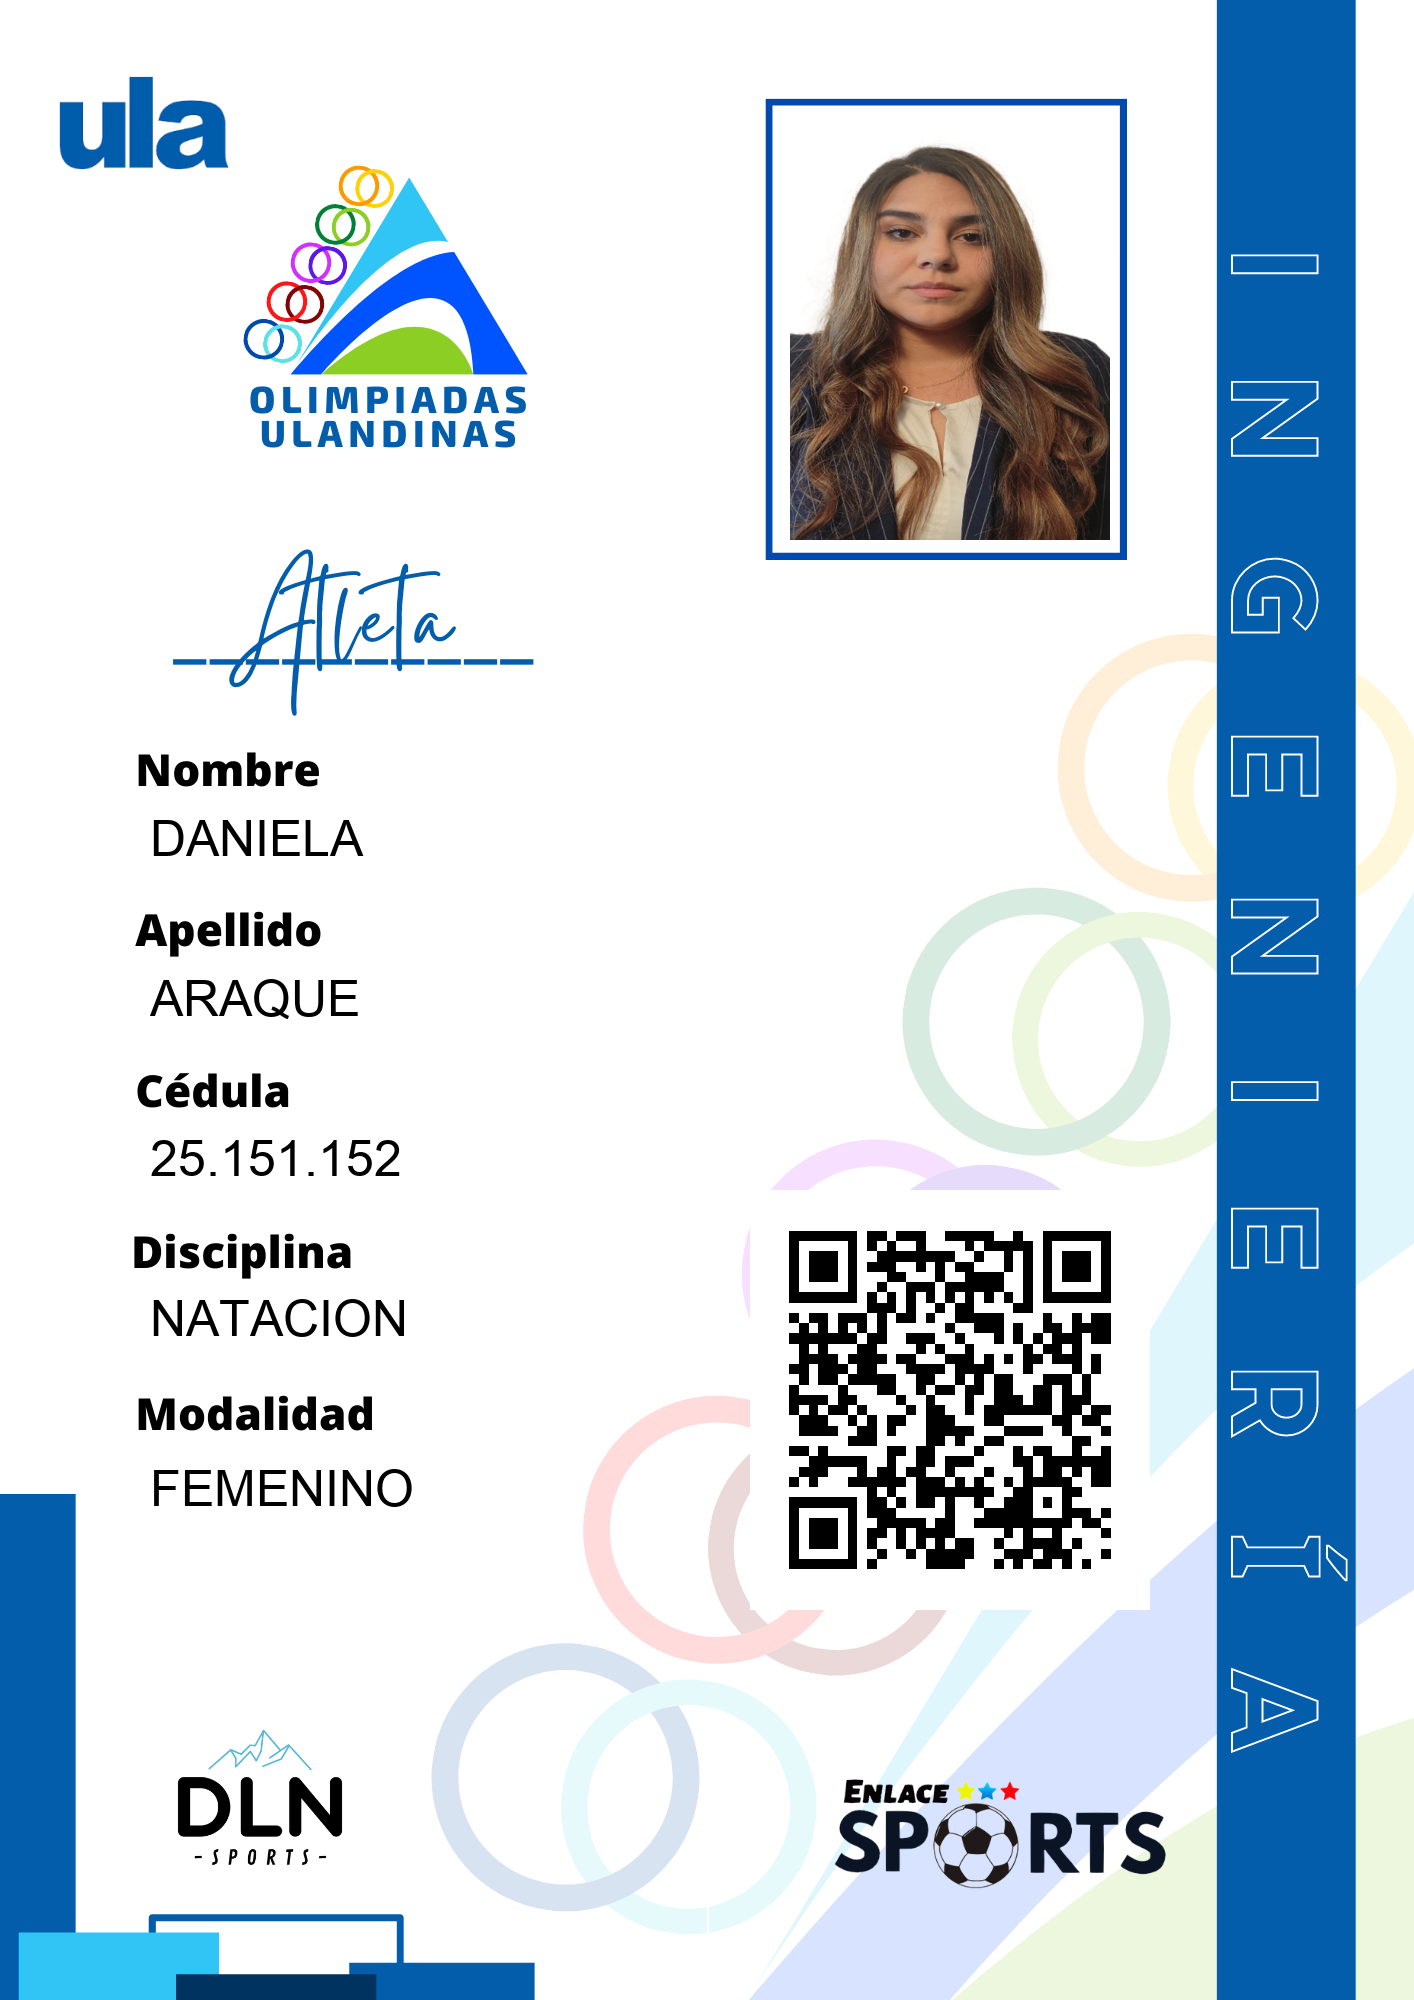 ula
OLIMPIADAS
ULANDINAS
Atleta
Nombre
DANIELA
Apellido
ARAQUE
Cédula
25.151.152
Disciplina
NATACION
Modalidad
FEMENINO
INGENIERÍA
DLN
-SPORTS-
ENLACE
SPORTS